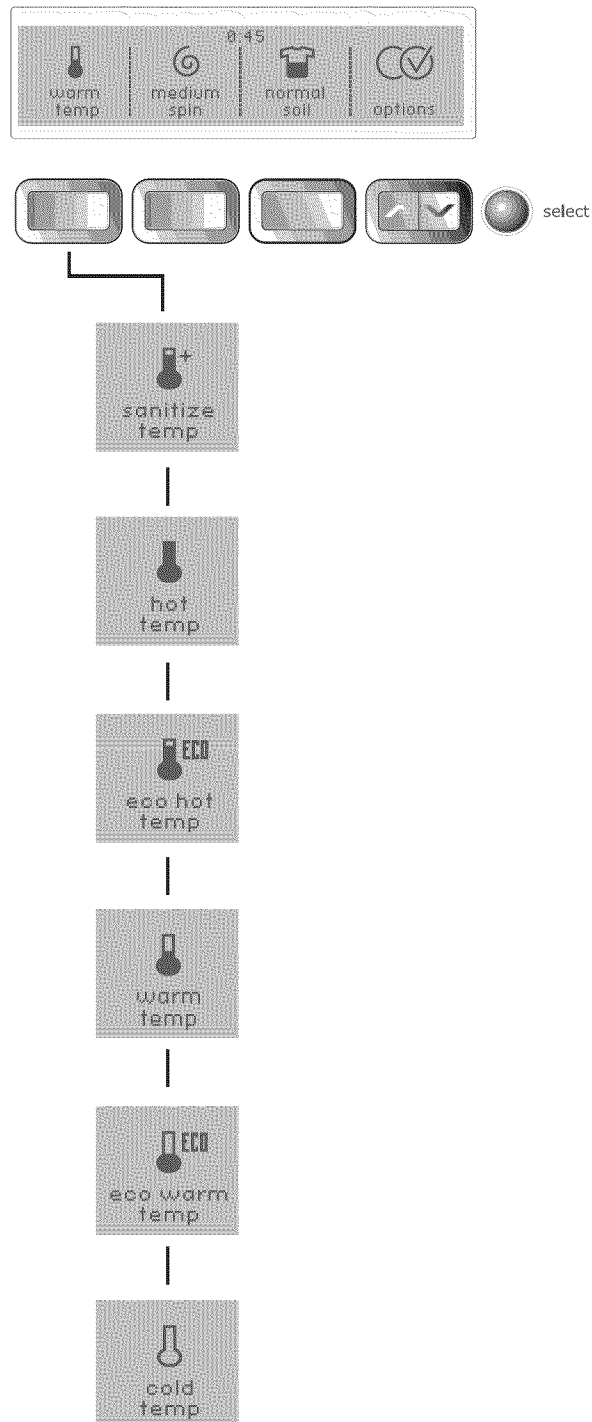 0:45
warm temp medium spin normal soil options
select
sanitize
temp
hot
temp
ECO
eco hot
temp
warm
temp
ECO
eco warm
temp
cold
temp